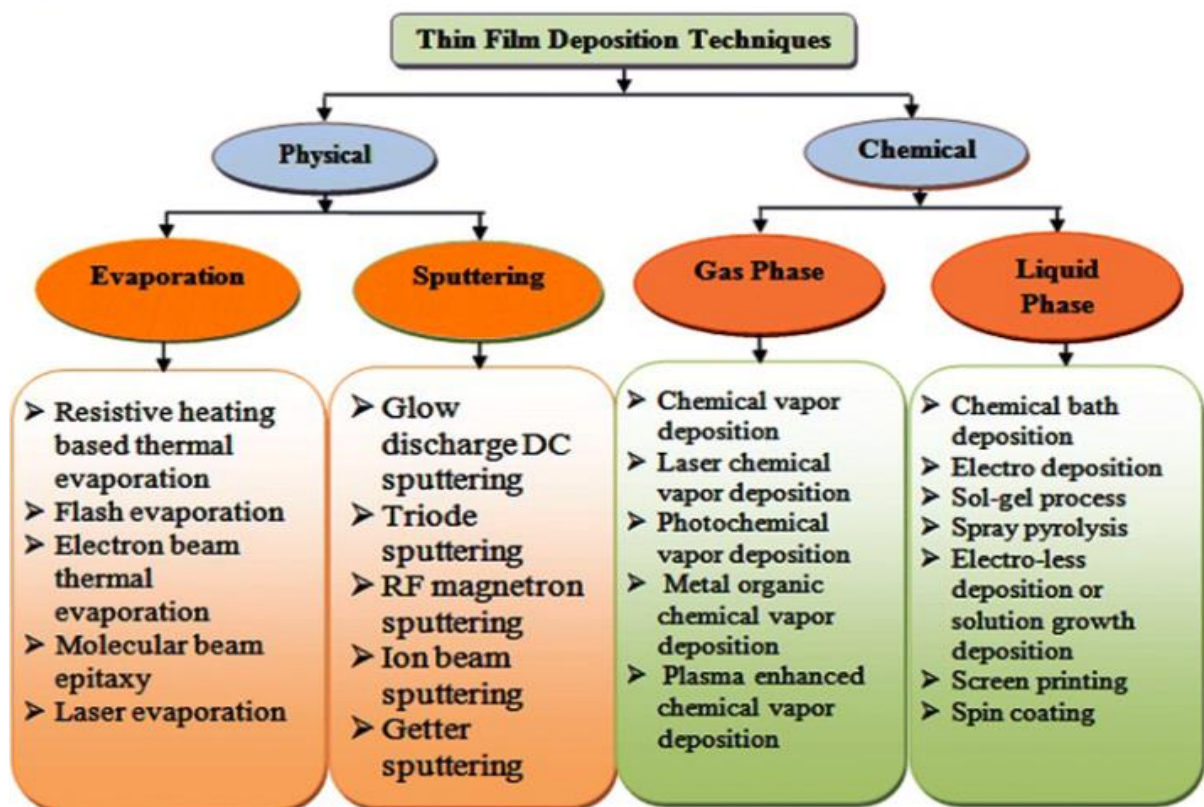 Thin Film Deposition Techniques
Physical
Chemical
Evaporation
Sputtering
Gas Phase
Liquid
Phase
➤ Resistive heating
based thermal
evaporation
➤ Flash evaporation
➤ Electron beam
thermal
evaporation
➤ Molecular beam
epitaxy
➤ Laser evaporation
➤ Glow
discharge DC
sputtering
➤ Triode
sputtering
➤ RF magnetron
sputtering
➤ Ion beam
sputtering
➤ Getter
sputtering
➤ Chemical vapor
deposition
➤ Laser chemical
vapor deposition
➤ Photochemical
vapor deposition
➤ Metal organic
chemical vapor
deposition
➤ Plasma enhanced
chemical vapor
deposition
➤ Chemical bath
deposition
➤ Electro deposition
➤ Sol-gel process
➤ Spray pyrolysis
➤ Electro-less
deposition or
solution growth
deposition
➤ Screen printing
➤ Spin coating